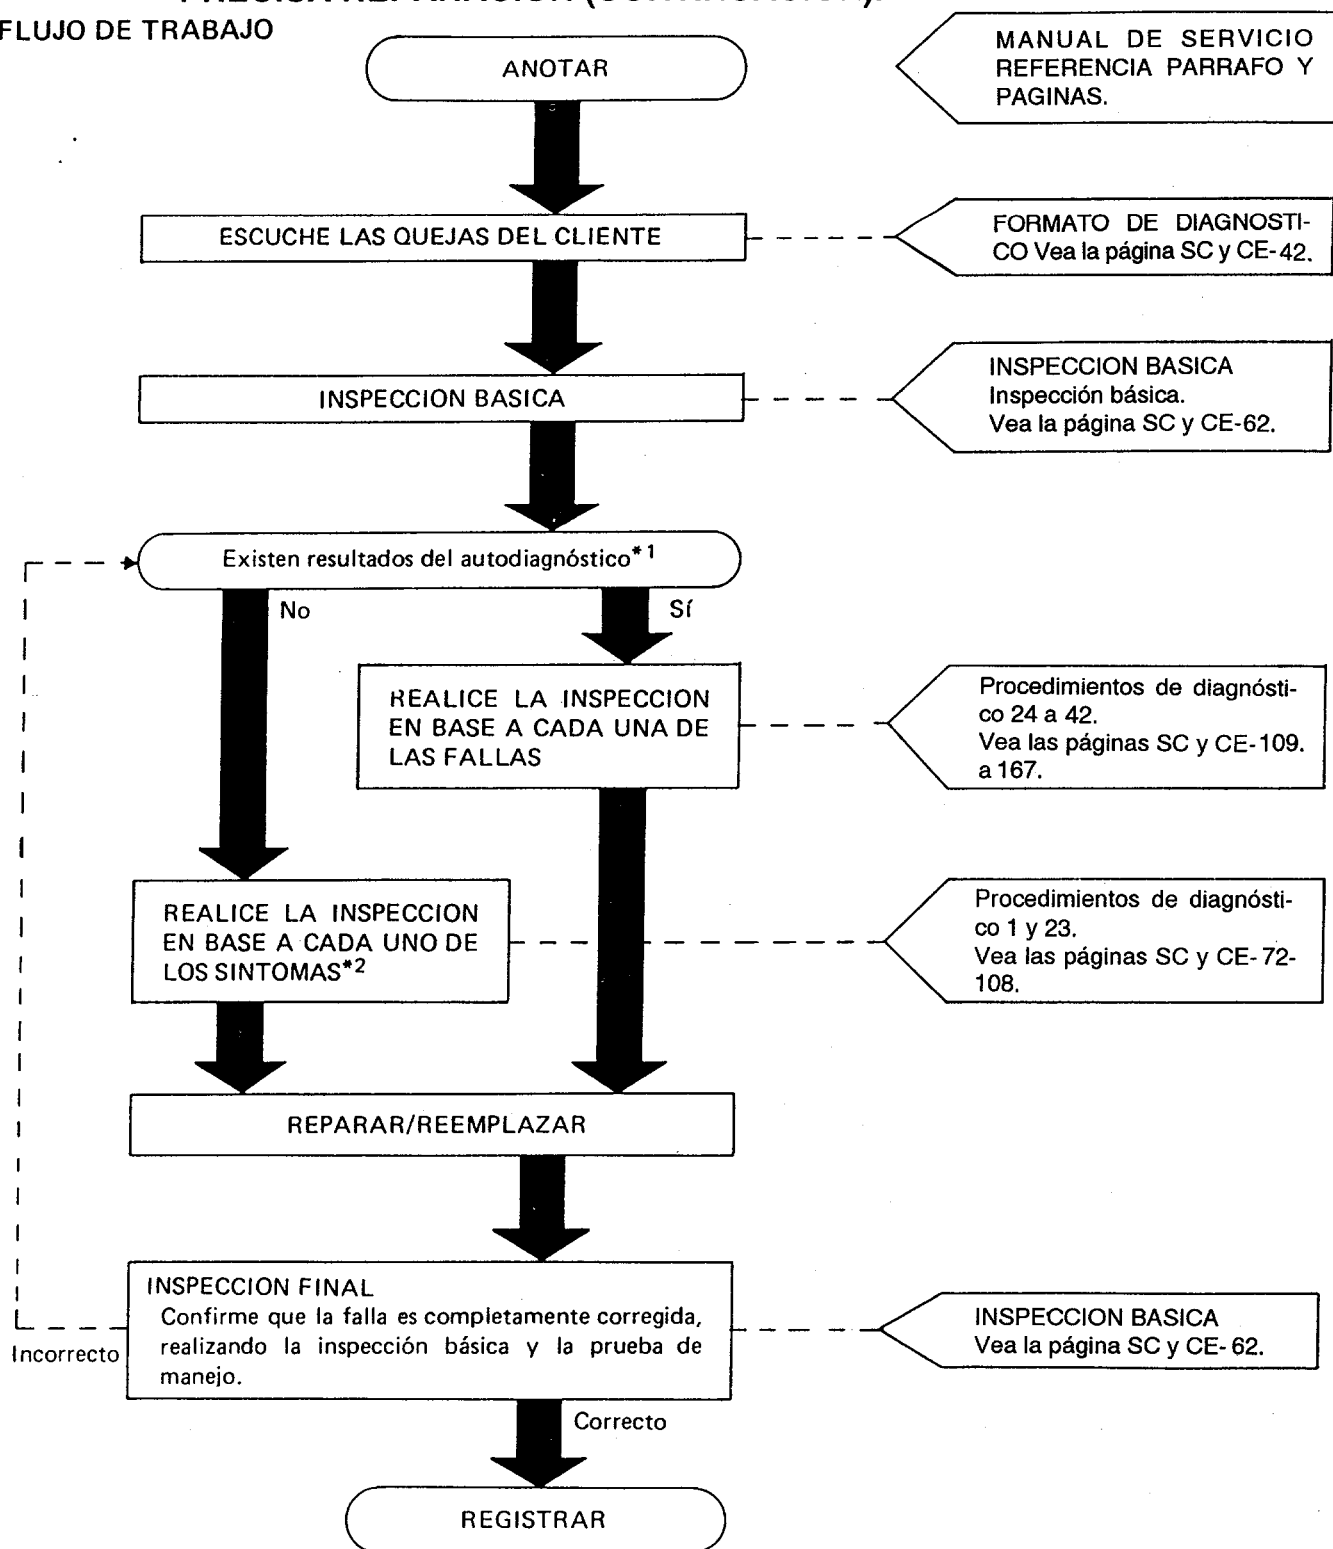 FLUJO DE TRABAJO
ANOTAR
MANUAL DE SERVICIO
REFERENCIA PARRAFO Y
PAGINAS.
ESCUCHE LAS QUEJAS DEL CLIENTE
FORMATO DE DIAGNOSTI-
CO Vea la página SC y CE-42.
INSPECCION BASICA
INSPECCION BASICA
Inspección básica.
Vea la página SC y CE-62.
Existen resultados del autodiagnóstico*1
No
Sí
REALICE LA INSPECCION
EN BASE A CADA UNA DE
LAS FALLAS
Procedimientos de diagnósti-
co 24 a 42.
Vea las páginas SC y CE-109.
a 167.
REALICE LA INSPECCION
EN BASE A CADA UNO DE
LOS SINTOMAS*2
Procedimientos de diagnósti-
co 1 y 23.
Vea las páginas SC y CE-72-
108.
REPARAR/REEMPLAZAR
INSPECCION FINAL
Confirme que la falla es completamente corregida,
realizando la inspección básica y la prueba de
manejo.
INSPECCION BASICA
Vea la página SC y CE-62.
Incorrecto
Correcto
REGISTRAR